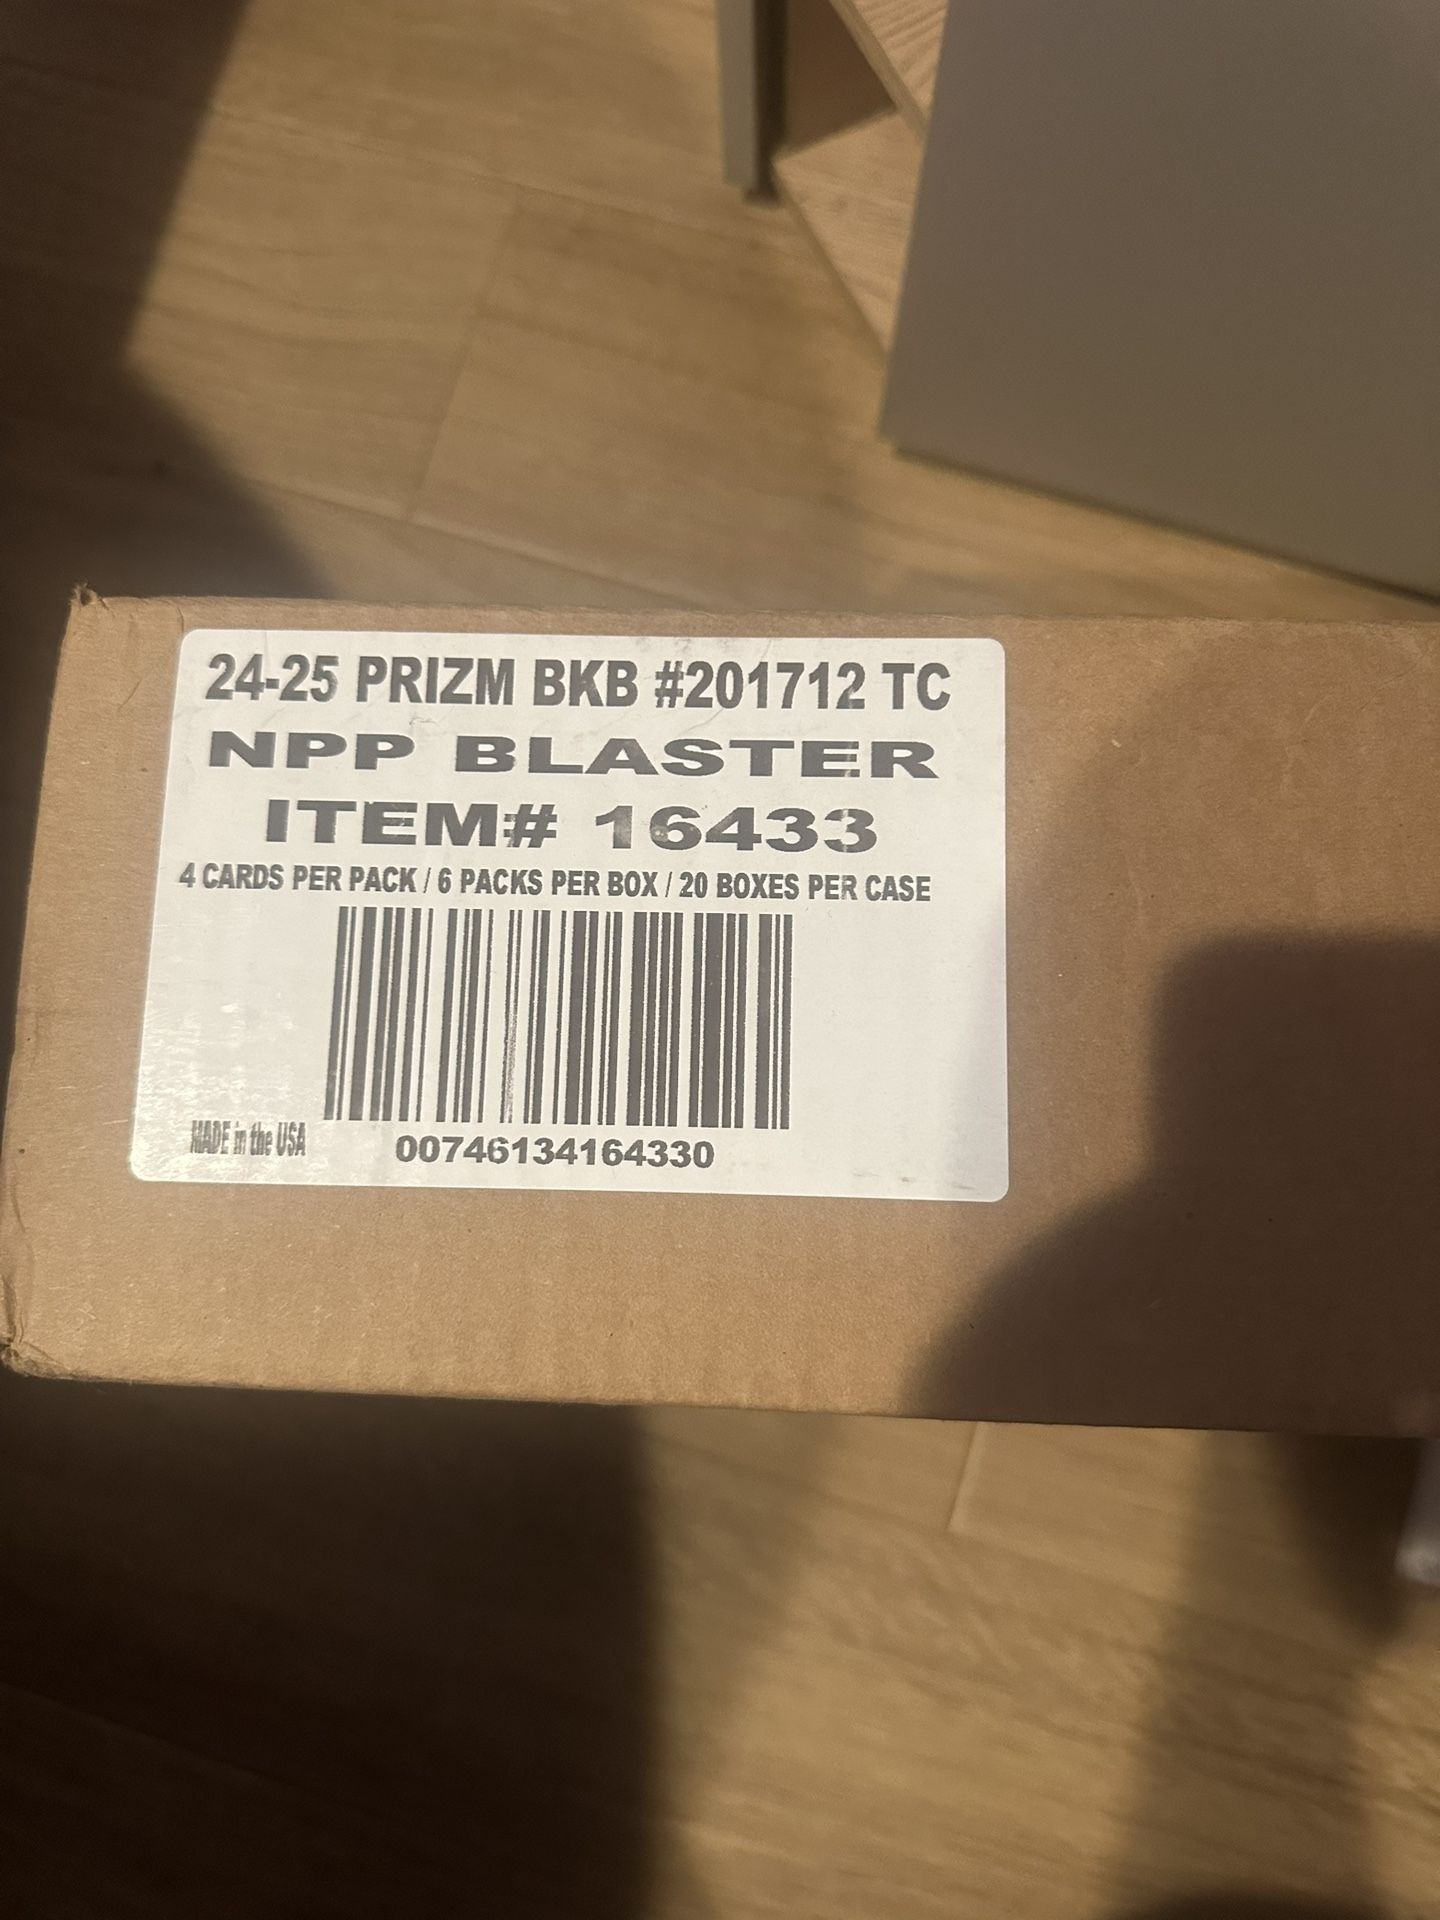 24-25 PRIZM BKB #201712 TC
NPP BLASTER
ITEM# 16433
4 CARDS PER PACK / 6 PACKS PER BOX / 20 BOXES PER CASE
MADE in the USA
00746134164330